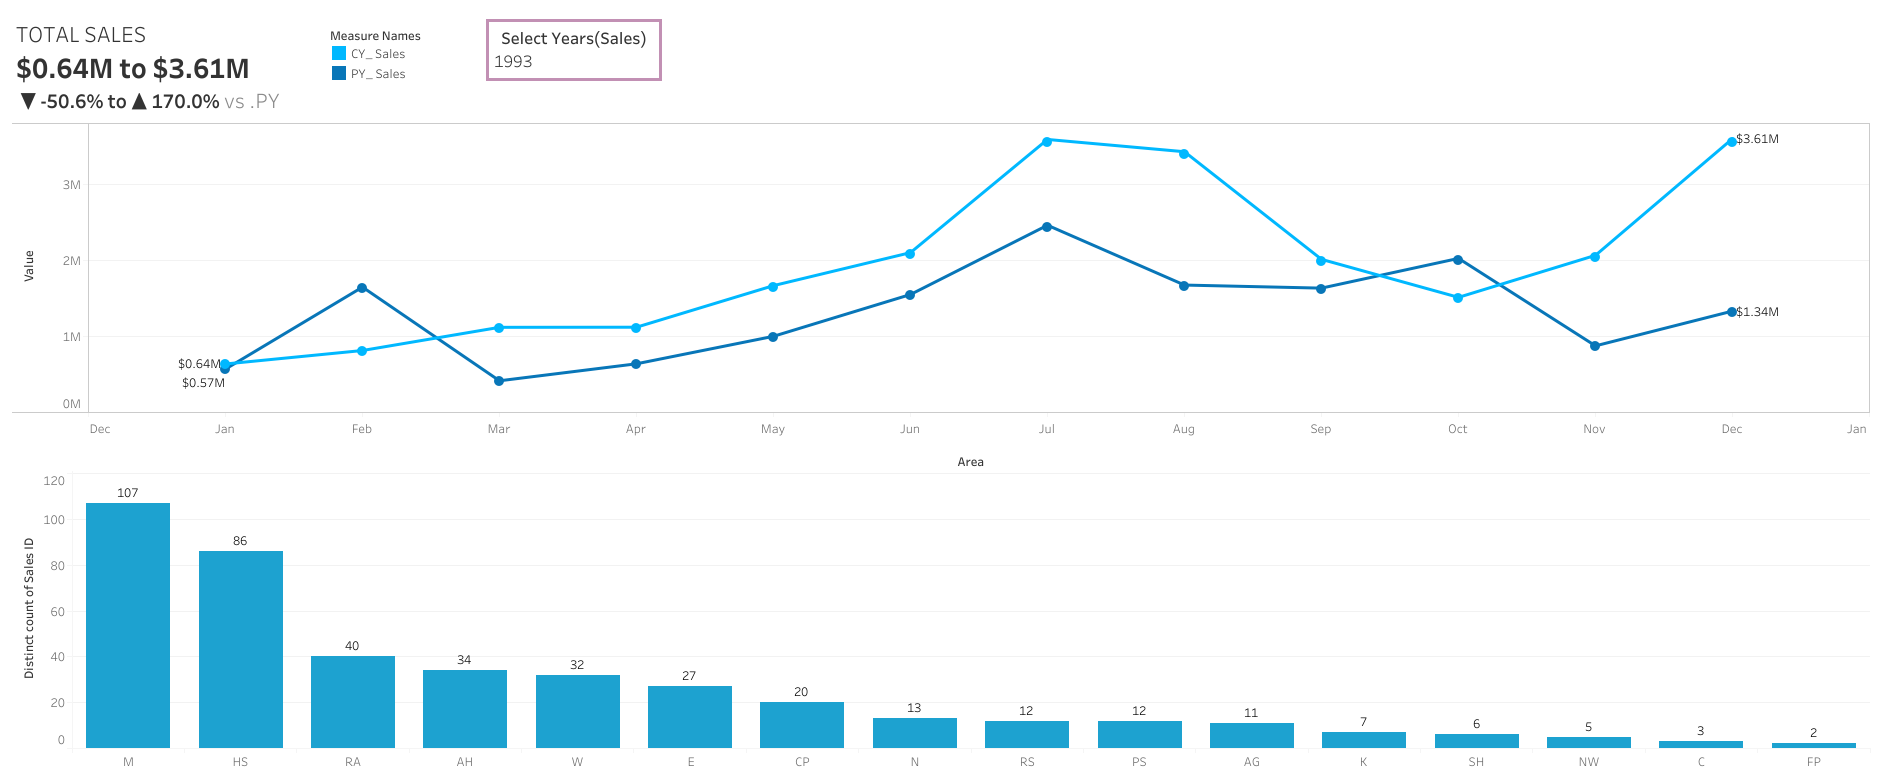 TOTAL SALES
$0.64M to $3.61M
▼ -50.6% to ▲ 170.0% vs .PY
Measure Names
CY_ Sales
PY_ Sales
Select Years(Sales)
1993
Value
3M
2M
1M
0M
$0.64M
$0.57M
$3.61M
$1.34M
Dec Jan Feb Mar Apr May Jun Jul Aug Sep Oct Nov Dec Jan
Area
Distinct count of Sales ID
120
100
80
60
40
20
0
107 86 40 34 32 27 20 13 12 12 11 7 6 5 3 2
M HS RA AH W E CP N RS PS AG K SH NW C FP